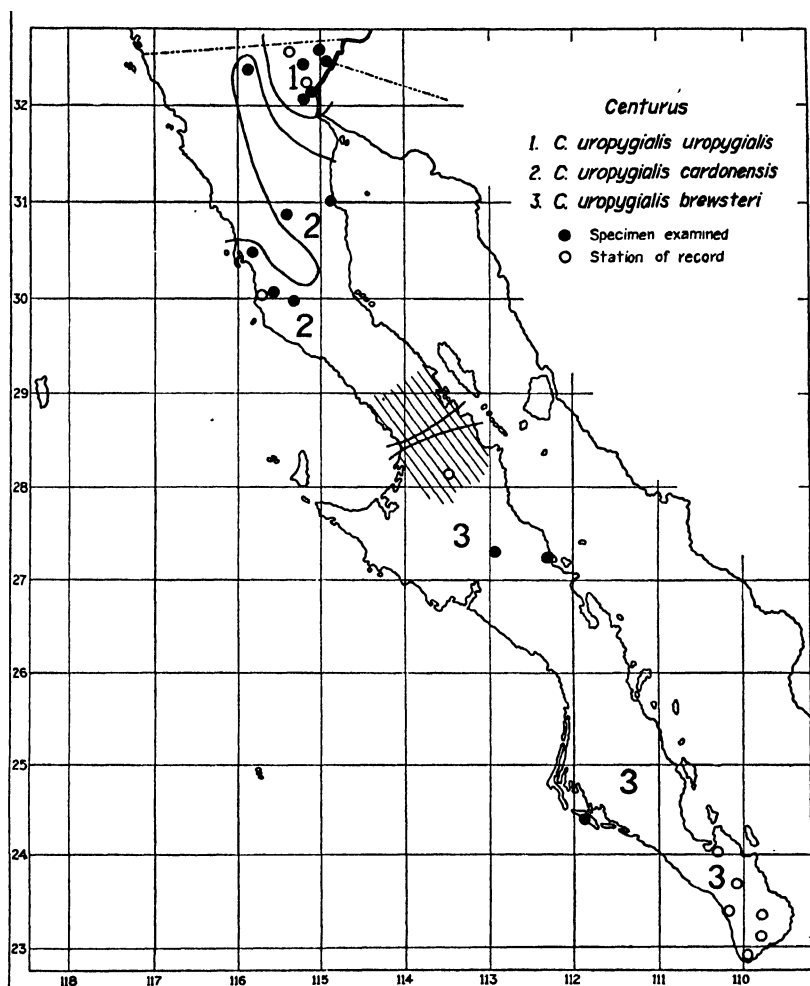 Centurus
1. C. uropygialis uropygialis
2. C. uropygialis cardonensis
3. C. uropygialis brewsteri
Specimen examined
Station of record
1
32
31
2
30
2
29
28
3
27
26
25
3
24
3
23
118 117 116 115 114 113 112 111 110